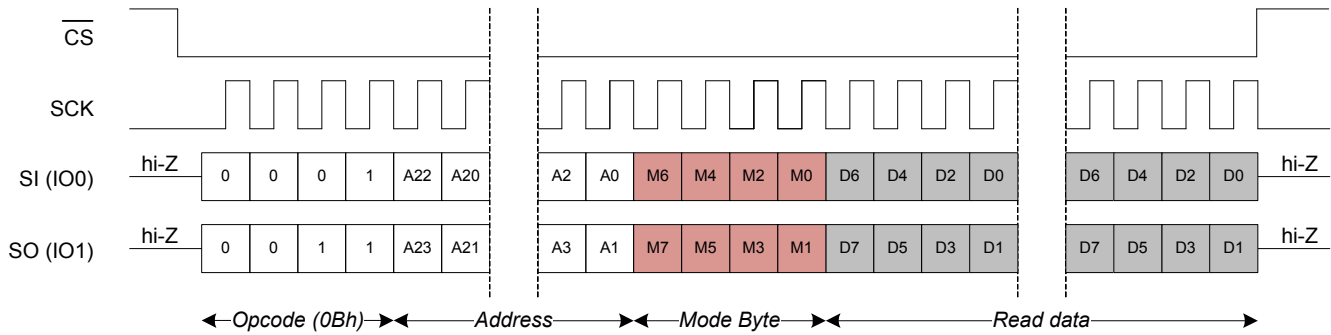 CS
SCK
hi-Z hi-Z
SI (IO0) 0 0 0 1 A22 A20 A2 A0 M6 M4 M2 M0 D6 D4 D2 D0 D6 D4 D2 D0
hi-Z hi-Z
SO (IO1) 0 0 1 1 A23 A21 A3 A1 M7 M5 M3 M1 D7 D5 D3 D1 D7 D5 D3 D1
Opcode (0Bh) Address Mode Byte Read data